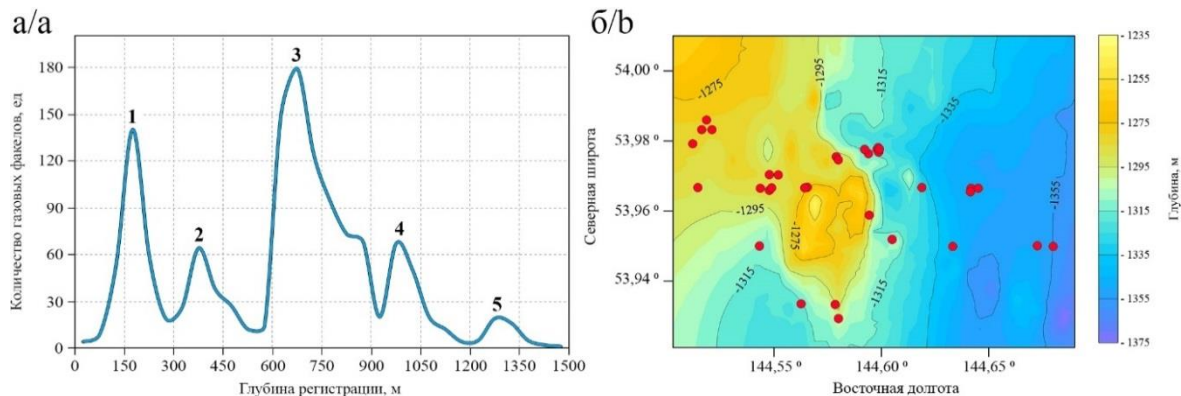 а/a
Количество газовых факелов, ед
180
150
120
90
60
30
0
1
2
3
4
5
0 150 300 450 600 750 900 1050 1200 1350 1500
Глубина регистрации, м
б/b
Северная широта
54,00 º
53,98 º
53,96 º
53,94 º
-1275
-1295
-1315
-1335
-1355
-1295
-1275
-1315
-1315
144,55 º 144,60 º 144,65 º
Восточная долгота
- 1235
- 1255
- 1275
- 1295
- 1315
- 1335
- 1355
- 1375
Глубина, м